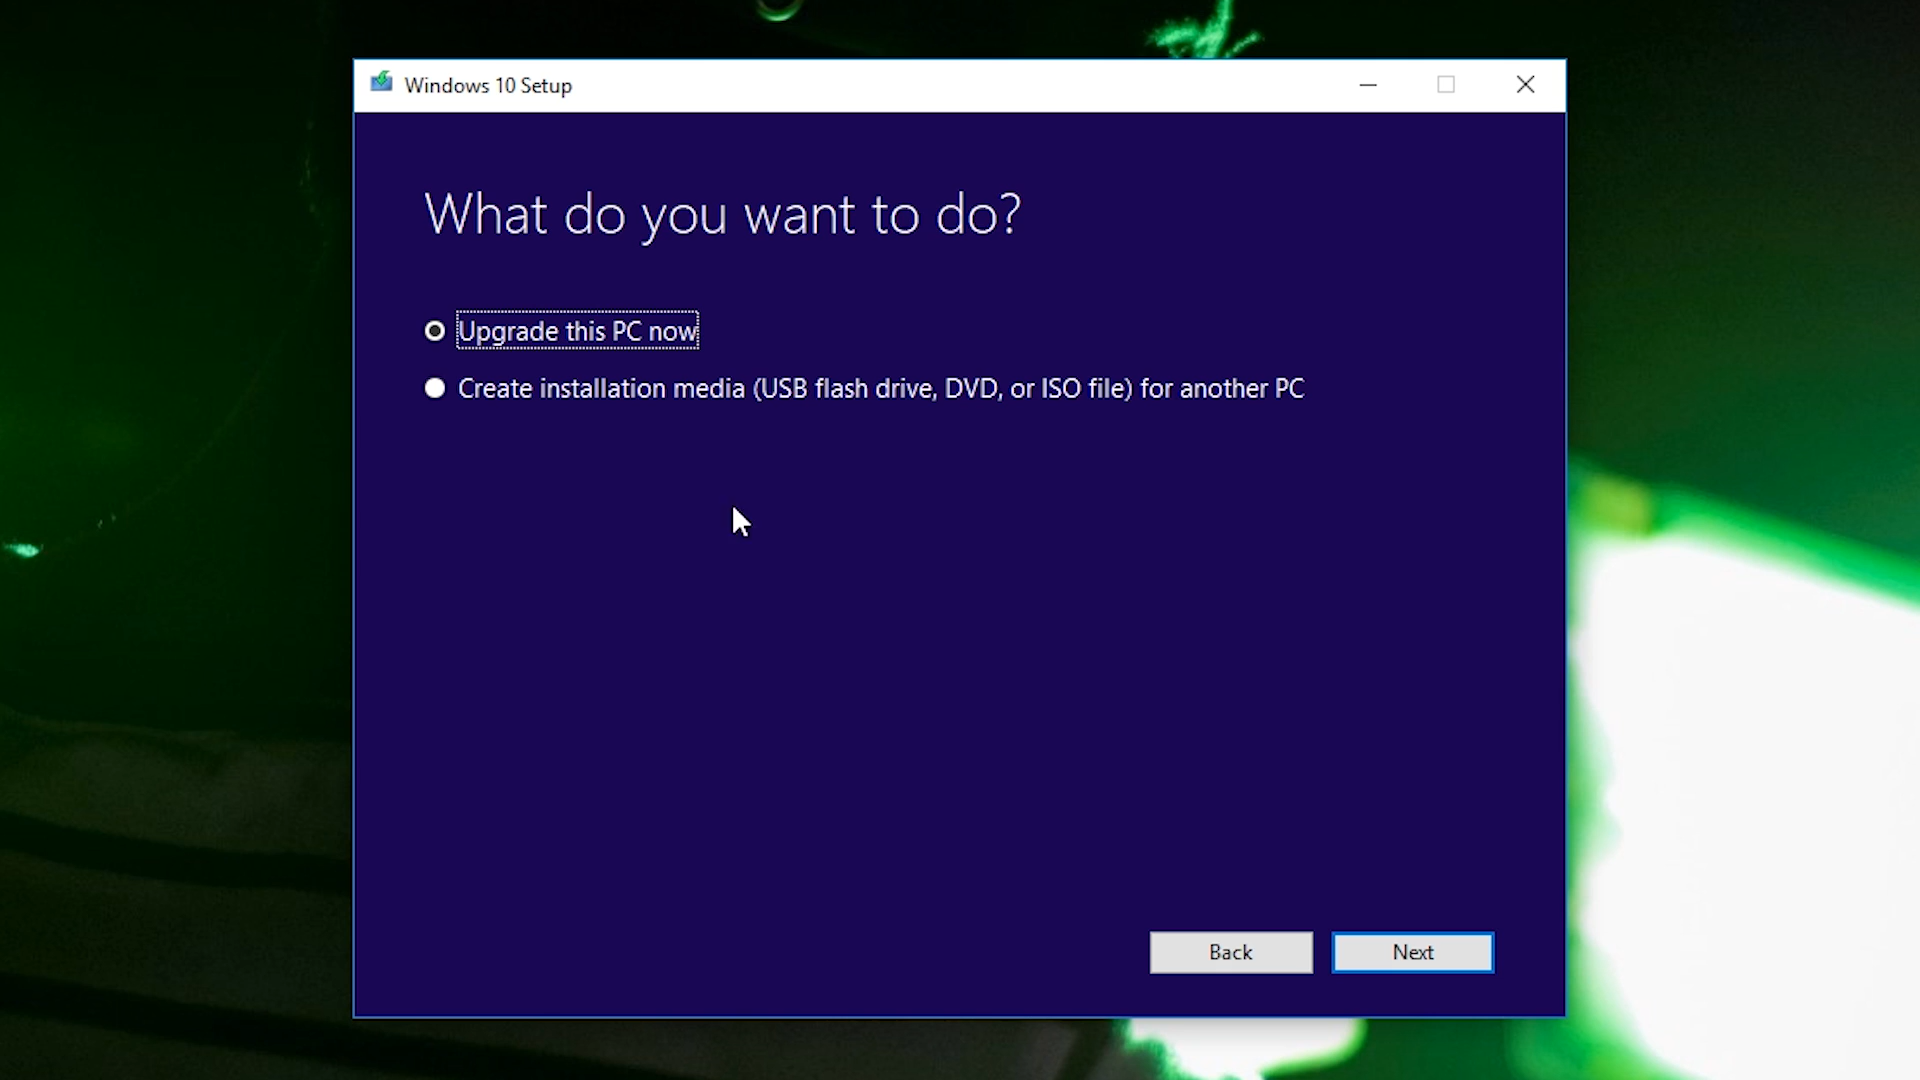 Windows 10 Setup
What do you want to do?
Upgrade this PC now
Create installation media (USB flash drive, DVD, or ISO file) for another PC
Back
Next